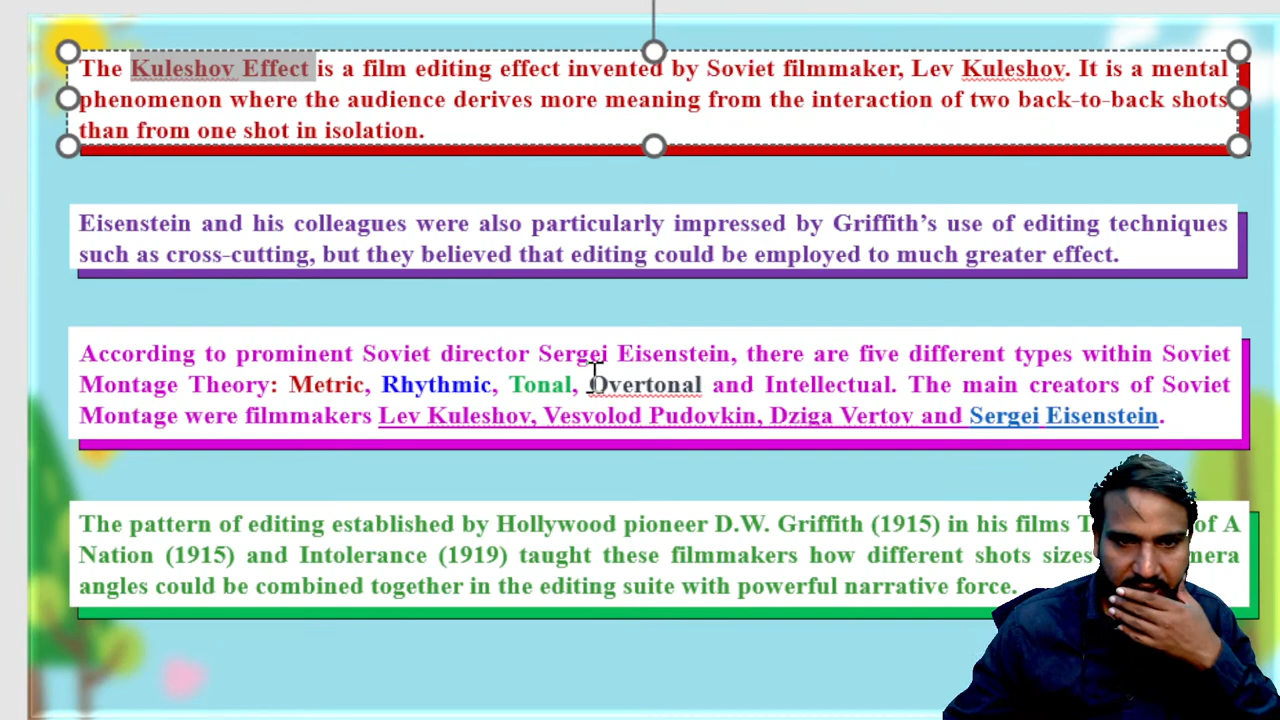 The Kuleshov Effect is a film editing effect invented by Soviet filmmaker, Lev Kuleshov. It is a mental
phenomenon where the audience derives more meaning from the interaction of two back-to-back shots
than from one shot in isolation.
Eisenstein and his colleagues were also particularly impressed by Griffith’s use of editing techniques
such as cross-cutting, but they believed that editing could be employed to much greater effect.
According to prominent Soviet director Sergei Eisenstein, there are five different types within Soviet
Montage Theory: Metric, Rhythmic, Tonal, Overtonal and Intellectual. The main creators of Soviet
Montage were filmmakers Lev Kuleshov, Vesvolod Pudovkin, Dziga Vertov and Sergei Eisenstein.
The pattern of editing established by Hollywood pioneer D.W. Griffith (1915) in his films of A
Nation (1915) and Intolerance (1919) taught these filmmakers how different shots sizes
angles could be combined together in the editing suite with powerful narrative force.